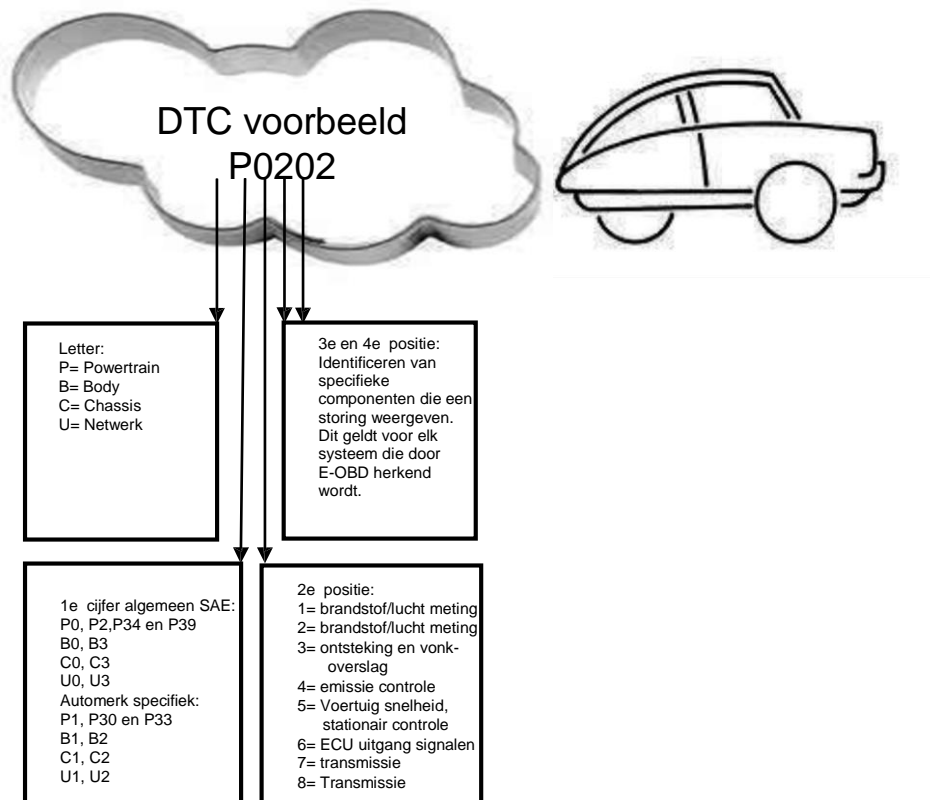 DTC voorbeeld
P0202
Letter:
P= Powertrain
B= Body
C= Chassis
U= Netwerk
3e en 4e positie:
Identificeren van
specifieke
componenten die een
storing weergeven.
Dit geldt voor elk
systeem die door
E-OBD herkend
wordt.
1e cijfer algemeen SAE:
P0, P2,P34 en P39
B0, B3
C0, C3
U0, U3
Automerk specifiek:
P1, P30 en P33
B1, B2
C1, C2
U1, U2
2e positie:
1= brandstof/lucht meting
2= brandstof/lucht meting
3= ontsteking en vonk-
overslag
4= emissie controle
5= Voertuig snelheid,
stationair controle
6= ECU uitgang signalen
7= transmissie
8= Transmissie